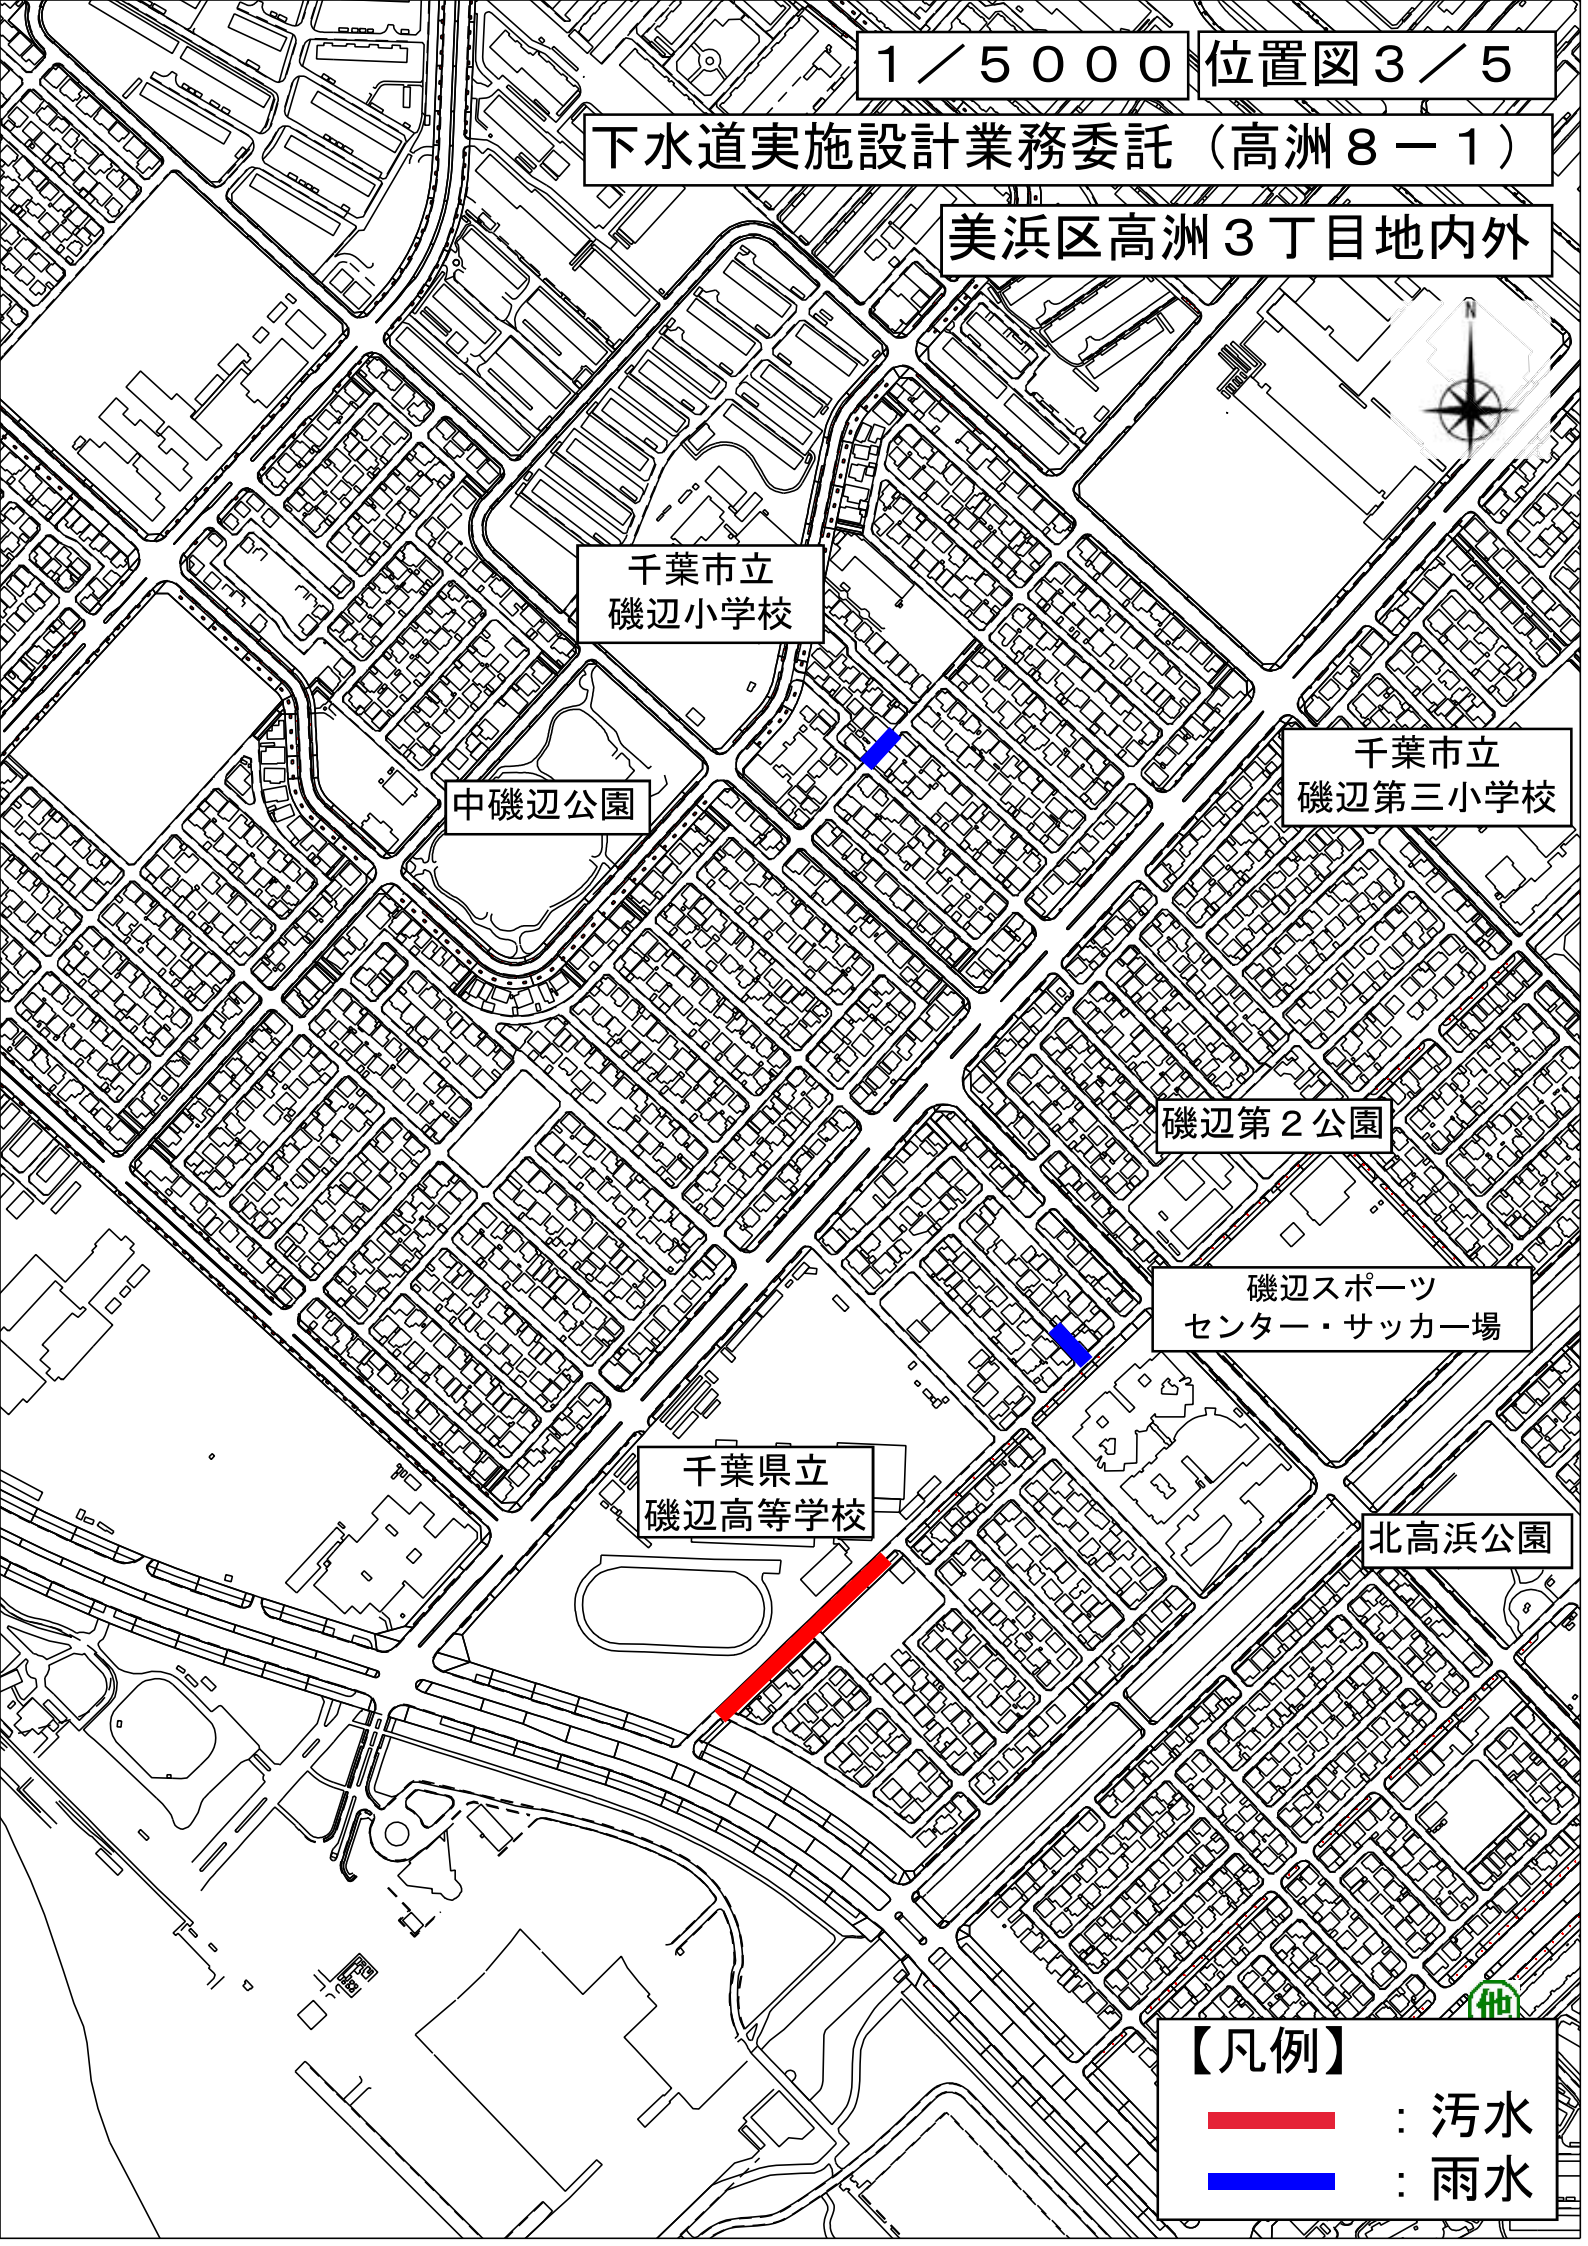 １／５０００
位置図３／５
下水道実施設計業務委託（高洲８－１）
美浜区高洲３丁目地内外
N
千葉市立
磯辺小学校
千葉市立
磯辺第三小学校
中磯辺公園
磯辺第２公園
磯辺スポーツ
センター・サッカー場
千葉県立
磯辺高等学校
北高浜公園
他
【凡例】
：汚水
：雨水